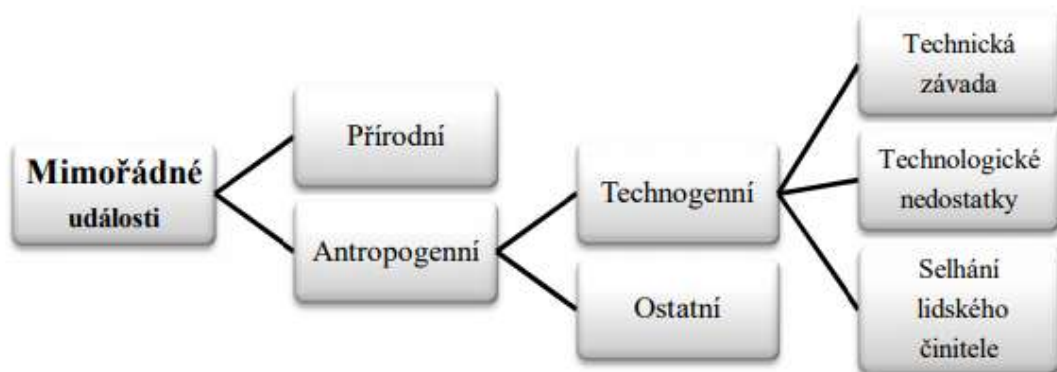 Mimořádné
události
Přírodní
Antropogenní
Technogenní
Ostatní
Technická
závada
Technologické
nedostatky
Selhání
lidského
činitele